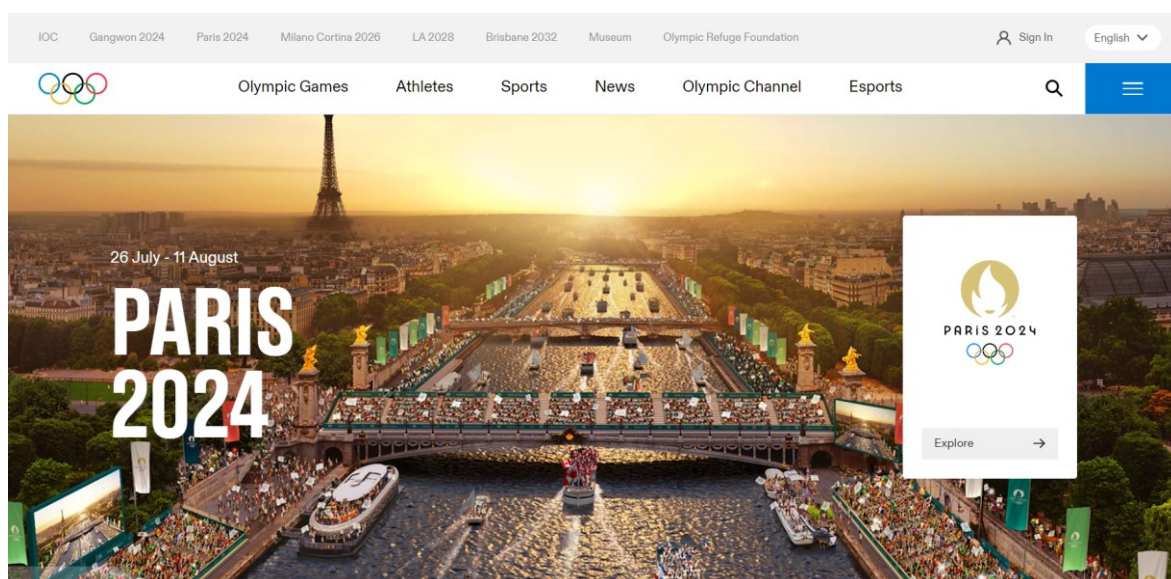 IOC Gangwon 2024 Paris 2024 Milano Cortina 2026 LA 2028 Brisbane 2032 Museum Olympic Refuge Foundation Sign In English
Olympic Games Athletes Sports News Olympic Channel Esports
26 July - 11 August
PARIS
2024
PARIS 2024
Explore